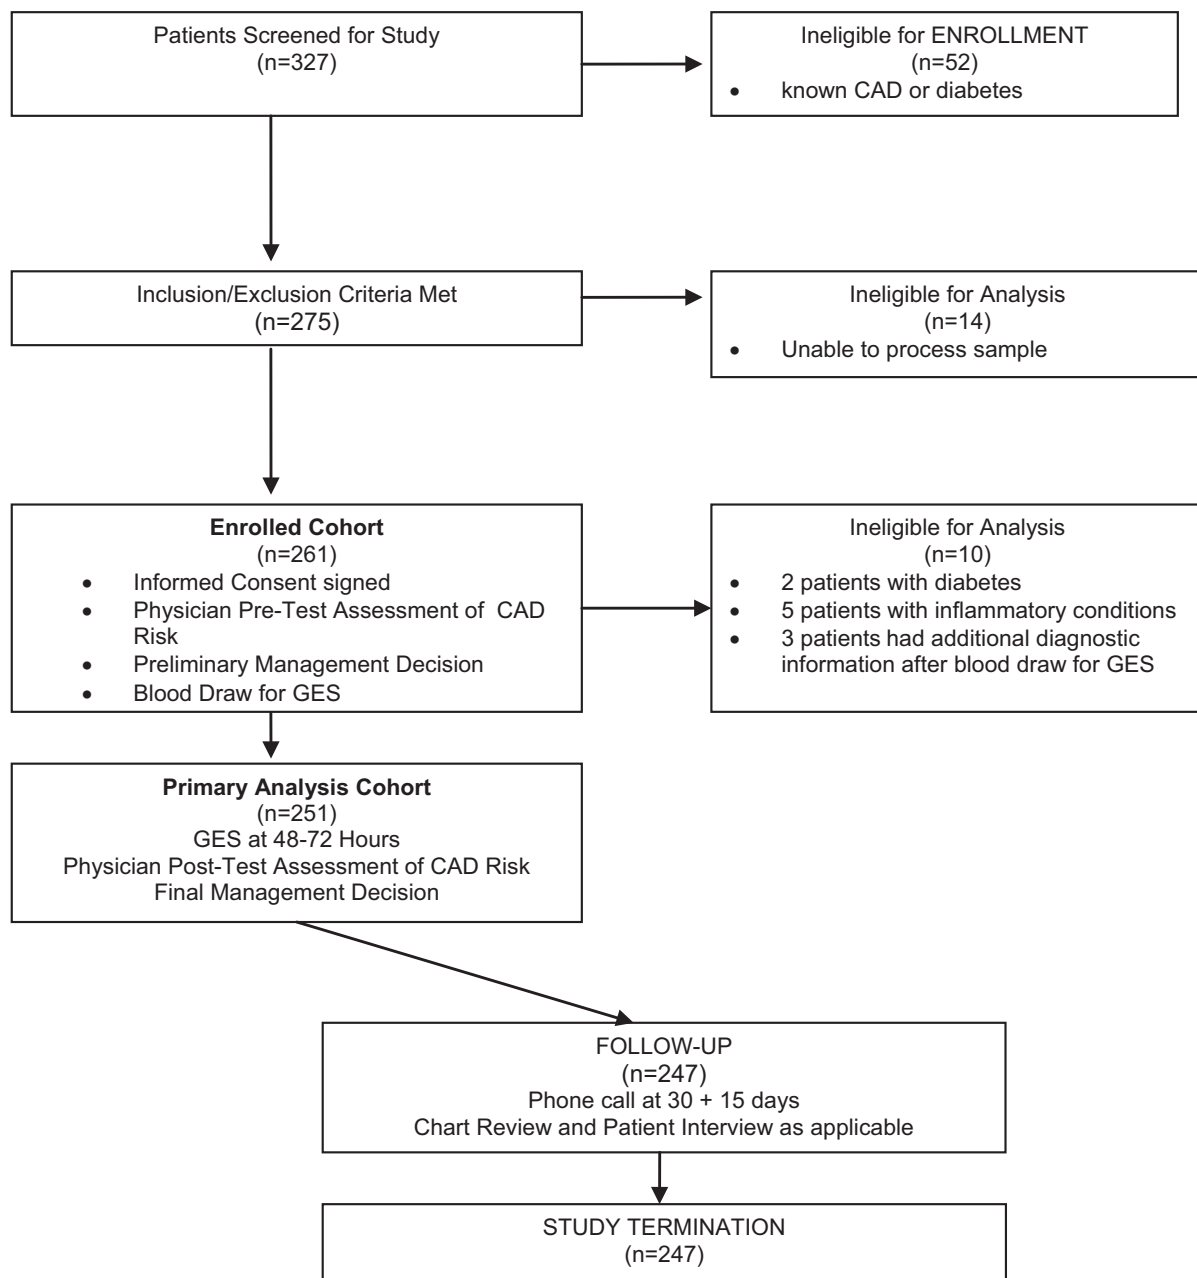 Patients Screened for Study
(n=327)
Ineligible for ENROLLMENT
(n=52)
• known CAD or diabetes
Inclusion/Exclusion Criteria Met
(n=275)
Ineligible for Analysis
(n=14)
• Unable to process sample
Enrolled Cohort
(n=261)
• Informed Consent signed
• Physician Pre-Test Assessment of CAD
Risk
• Preliminary Management Decision
• Blood Draw for GES
Ineligible for Analysis
(n=10)
• 2 patients with diabetes
• 5 patients with inflammatory conditions
• 3 patients had additional diagnostic
information after blood draw for GES
Primary Analysis Cohort
(n=251)
GES at 48-72 Hours
Physician Post-Test Assessment of CAD Risk
Final Management Decision
FOLLOW-UP
(n=247)
Phone call at 30 + 15 days
Chart Review and Patient Interview as applicable
STUDY TERMINATION
(n=247)